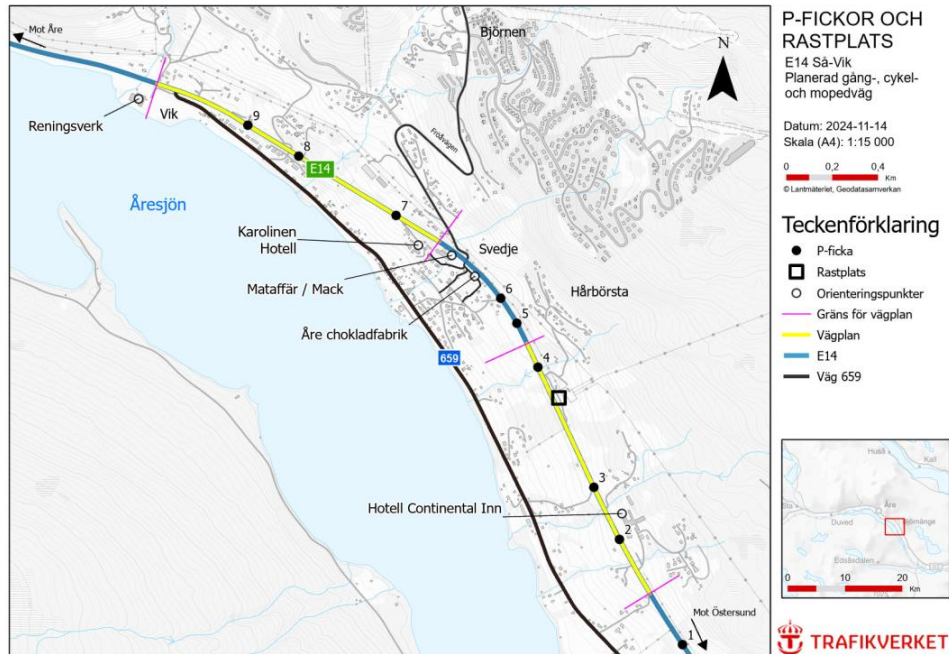 P-FICKOR OCH
RASTPLATS
E14 Så-Vik
Planerad gång-, cykel-
och mopedväg
Datum: 2024-11-14
Skala (A4): 1:15 000
0 0,2 0,4
Km
© Lantmäteriet, Geodatasamverkan
Teckenförklaring
P-ficka
Rastplats
Orienteringspunkter
Gräns för vägplan
Vägplan
E14
Väg 659
Mot Åre
Björnen
N
Reningsverk
Vik
9
8
E14
Fröåvägen
Åresjön
7
Karolinen
Hotell
Svedje
Mataffär / Mack
6
Hårbörsta
Åre chokladfabrik
5
659
4
3
Hotell Continental Inn
2
Mot Östersund
1
Huså
Kall
Åre
Duved
Edsåsdalen
0 10 20
Km
TRAFIKVERKET